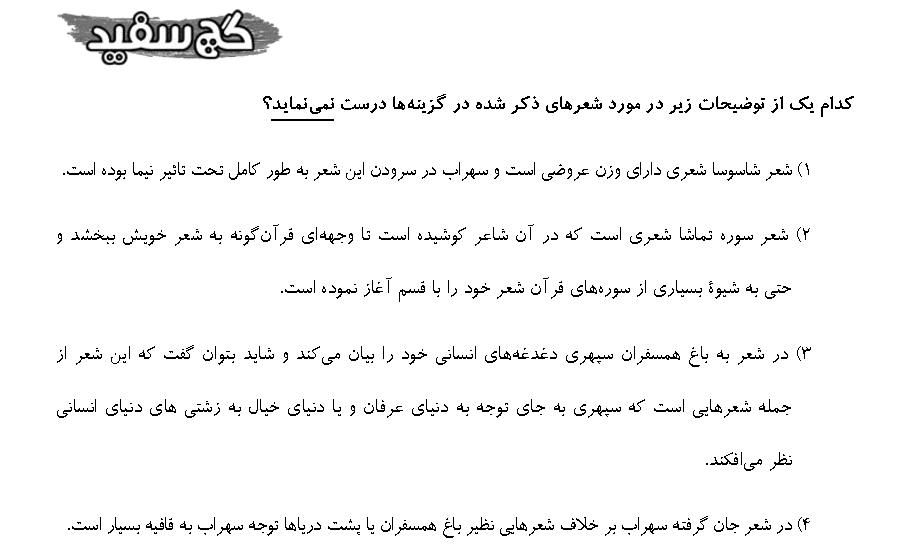 گچ سفید
کدام یک از توضیحات زیر در مورد شعرهای ذکر شده در گزینه‌ها درست نمی‌نماید؟
۱) شعر شاسوسا شعری دارای وزن عروضی است و سهراب در سرودن این شعر به طور کامل تحت تاثیر نیما بوده است.
۲) شعر سوره تماشا شعری است که در آن شاعر کوشیده است تا وجهه‌ای قرآن‌گونه به شعر خویش ببخشد و
حتی به شیوهٔ بسیاری از سوره‌های قرآن شعر خود را با قسم آغاز نموده است.
۳) در شعر به باغ همسفران سپهری دغدغه‌های انسانی خود را بیان می‌کند و شاید بتوان گفت که این شعر از
جمله شعرهایی است که سپهری به جای توجه به دنیای عرفان و یا دنیای خیال به زشتی های دنیای انسانی
نظر می‌افکند.
۴) در شعر جان گرفته سهراب بر خلاف شعرهایی نظیر باغ همسفران یا پشت دریاها توجه سهراب به قافیه بسیار است.